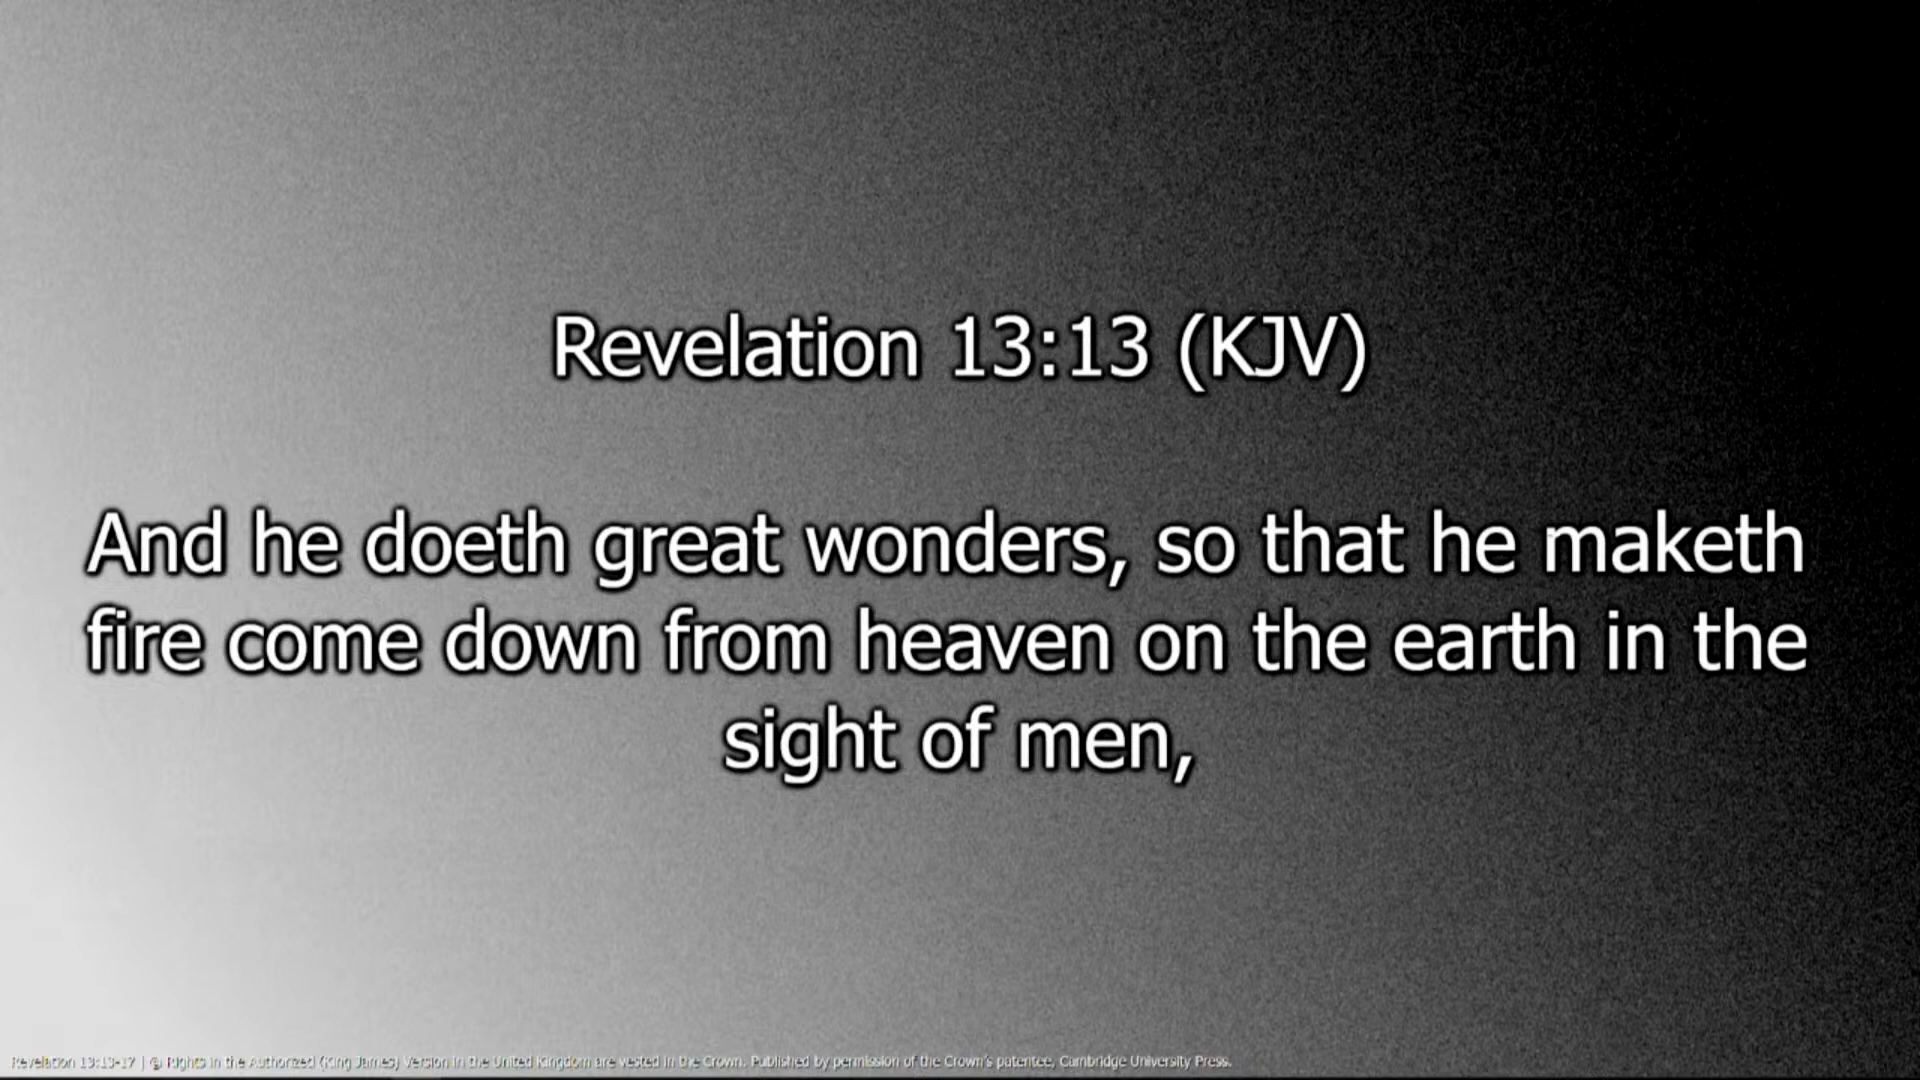 Revelation 13:13 (KJV)
And he doeth great wonders, so that he maketh
fire come down from heaven on the earth in the
sight of men,
Revelation 13:13-17 | © Rights in the Authorized (King James) Version in the United Kingdom are vested in the Crown. Published by permission of the Crown's patentee, Cambridge University Press.